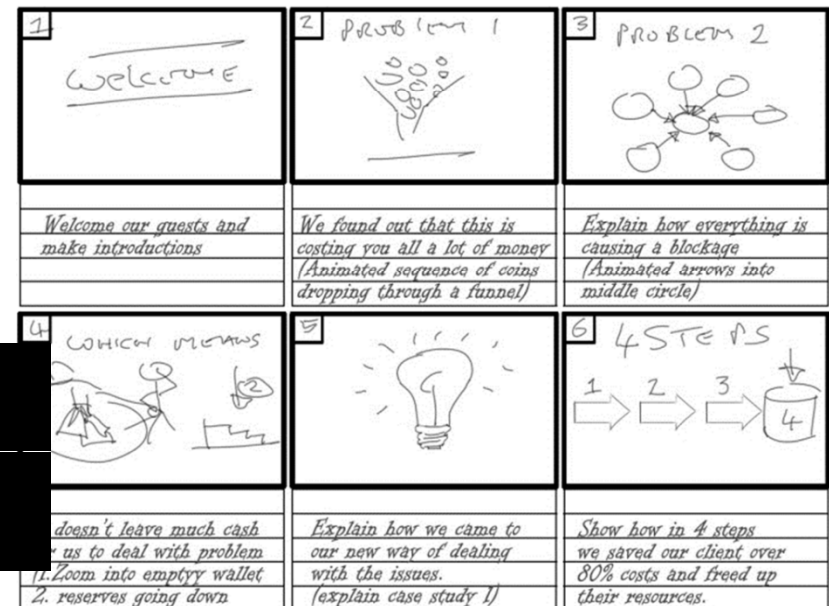 1
Welcome
Welcome our guests and
make introductions
2
PROBLEM 1
We found out that this is
costing you all a lot of money
(Animated sequence of coins
dropping through a funnel)
3
PROBLEM 2
Explain how everything is
causing a blockage
(Animated arrows into
middle circle)
4
WHICH MEANS
2
doesn't leave much cash
us to deal with problem
(1. Zoom into emptyy wallet
2. reserves going down
5
Explain how we came to
our new way of dealing
with the issues.
(explain case study 1)
6
4 STEPS
1 2 3
4
Show how in 4 steps
we saved our client over
80% costs and freed up
their resources.